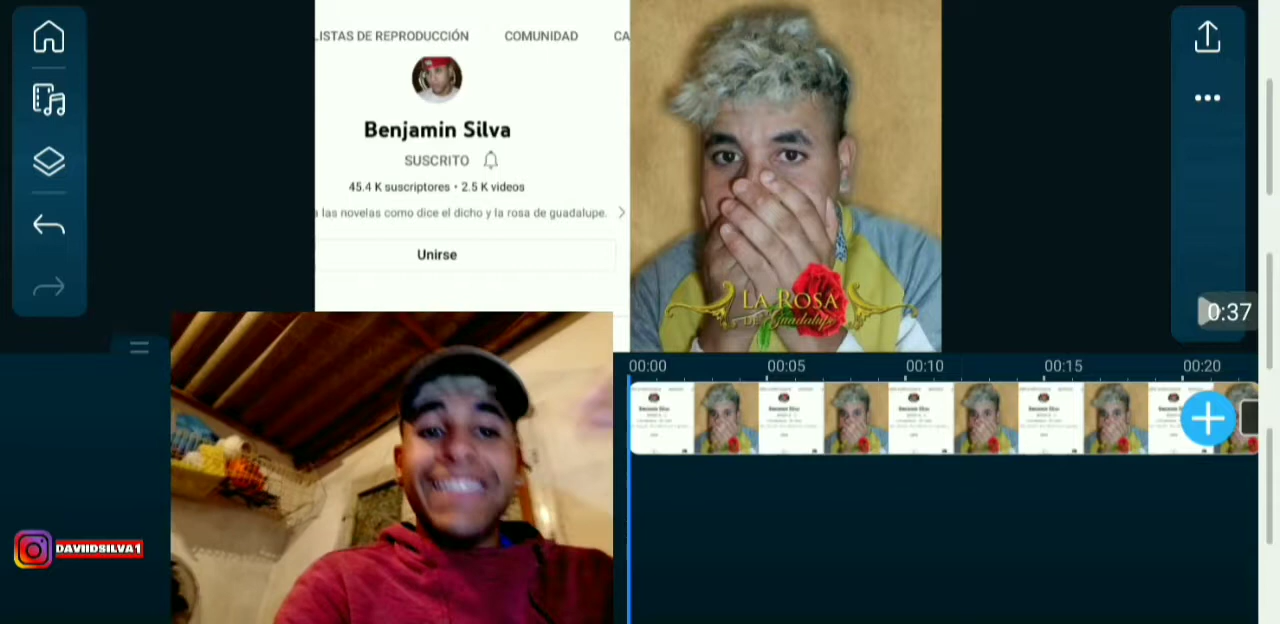 LISTAS DE REPRODUCCIÓN COMUNIDAD CA
Benjamin Silva
SUSCRITO
45.4 K suscriptores • 2.5 K videos
a las novelas como dice el dicho y la rosa de guadalupe.
Unirse
LA ROSA
DE Guadalupe
0:37
00:00 00:05 00:10 00:15 00:20
DAVIIDSILVA1